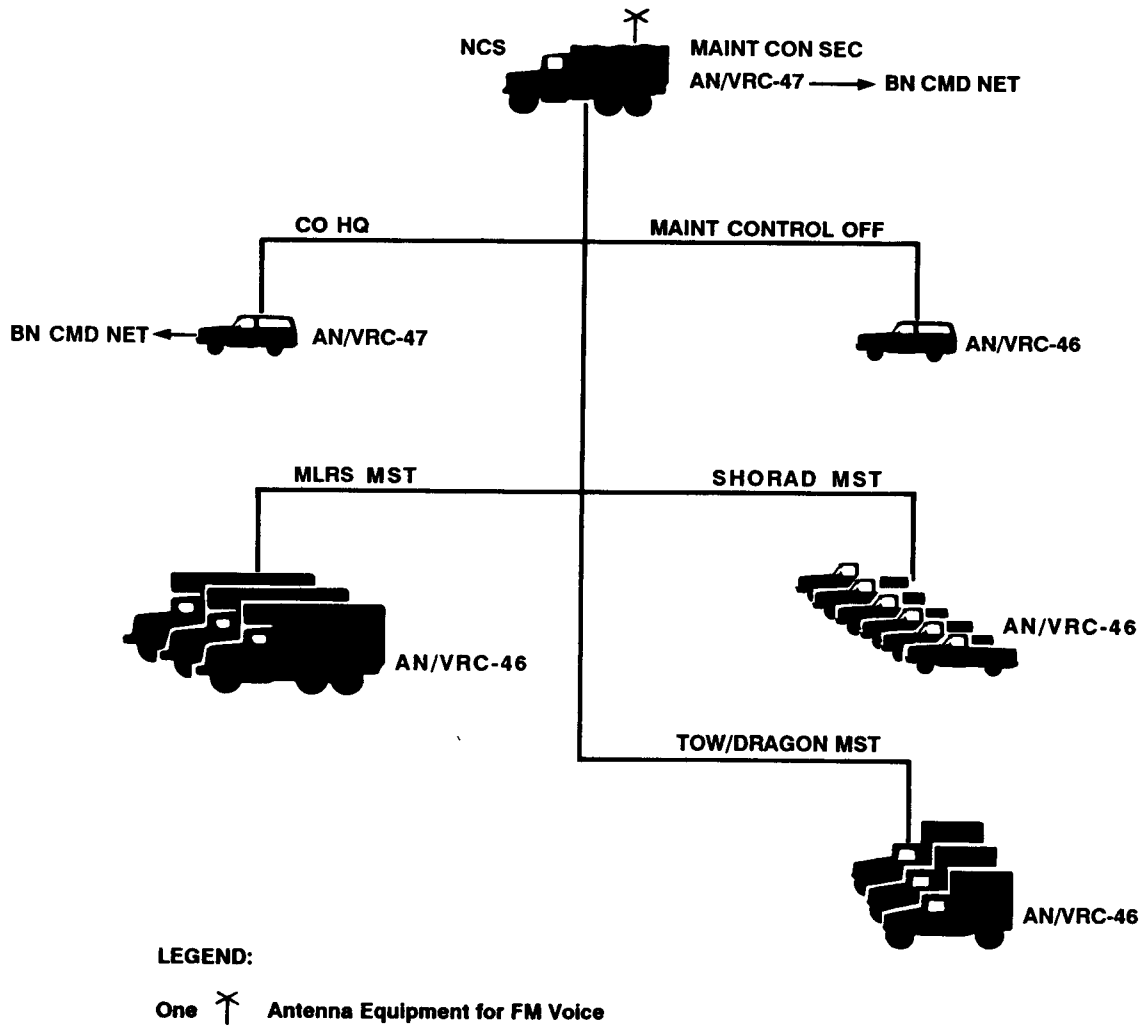 NCS
MAINT CON SEC
AN/VRC-47
BN CMD NET
CO HQ
MAINT CONTROL OFF
BN CMD NET
AN/VRC-47
AN/VRC-46
MLRS MST
SHORAD MST
AN/VRC-46
AN/VRC-46
TOW/DRAGON MST
AN/VRC-46
LEGEND:
One Antenna Equipment for FM Voice